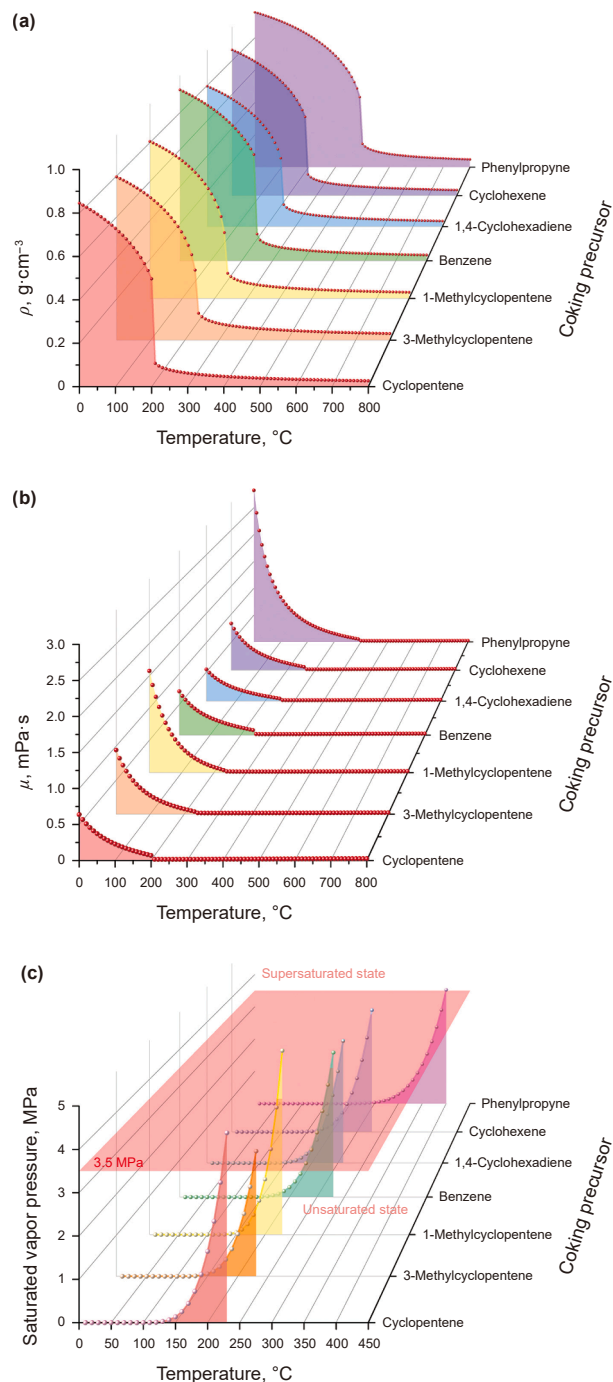 (a)
1.0
0.8
0.6
0.4
0.2
0
ρ, g·cm⁻³
0
100
200
300
400
500
600
700
800
Temperature, °C
Phenylpropyne
Cyclohexene
1,4-Cyclohexadiene
Benzene
1-Methylcyclopentene
3-Methylcyclopentene
Cyclopentene
Coking precursor
(b)
3.0
2.5
2.0
1.5
1.0
0.5
0
μ, mPa·s
0
100
200
300
400
500
600
700
800
Temperature, °C
Phenylpropyne
Cyclohexene
1,4-Cyclohexadiene
Benzene
1-Methylcyclopentene
3-Methylcyclopentene
Cyclopentene
Coking precursor
(c)
Supersaturated state
5
4
3
2
1
0
Saturated vapor pressure, MPa
3.5 MPa
Unsaturated state
0
50
100
150
200
250
300
350
400
450
Temperature, °C
Phenylpropyne
Cyclohexene
1,4-Cyclohexadiene
Benzene
1-Methylcyclopentene
3-Methylcyclopentene
Cyclopentene
Coking precursor